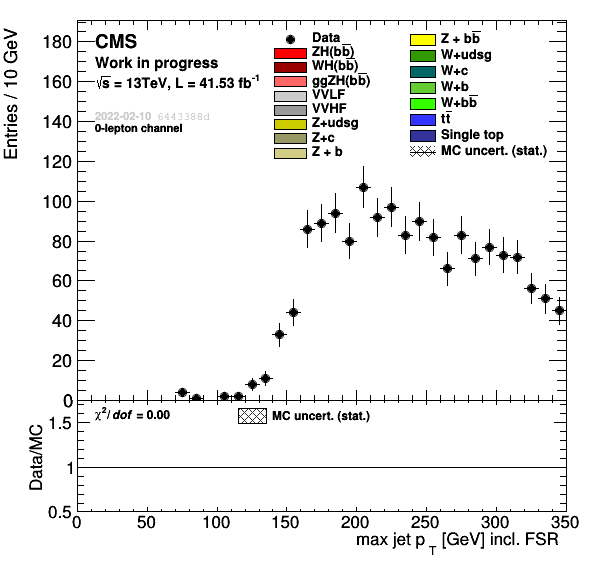 CMS
Work in progress
√s = 13TeV, L = 41.53 fb⁻¹
2022-02-10 6443388d
0-lepton channel
Data
ZH(bb̅)
WH(bb̅)
ggZH(bb̅)
VVLF
VVHF
Z+udsg
Z+c
Z + b
Z + bb̅
W+udsg
W+c
W+b
W+bb̅
tt̅
Single top
MC uncert. (stat.)
Entries / 10 GeV
180
160
140
120
100
80
60
40
20
0
χ²/dof = 0.00
MC uncert. (stat.)
Data/MC
1.5
1
0.5
0 50 100 150 200 250 300 350
max jet p_T [GeV] incl. FSR